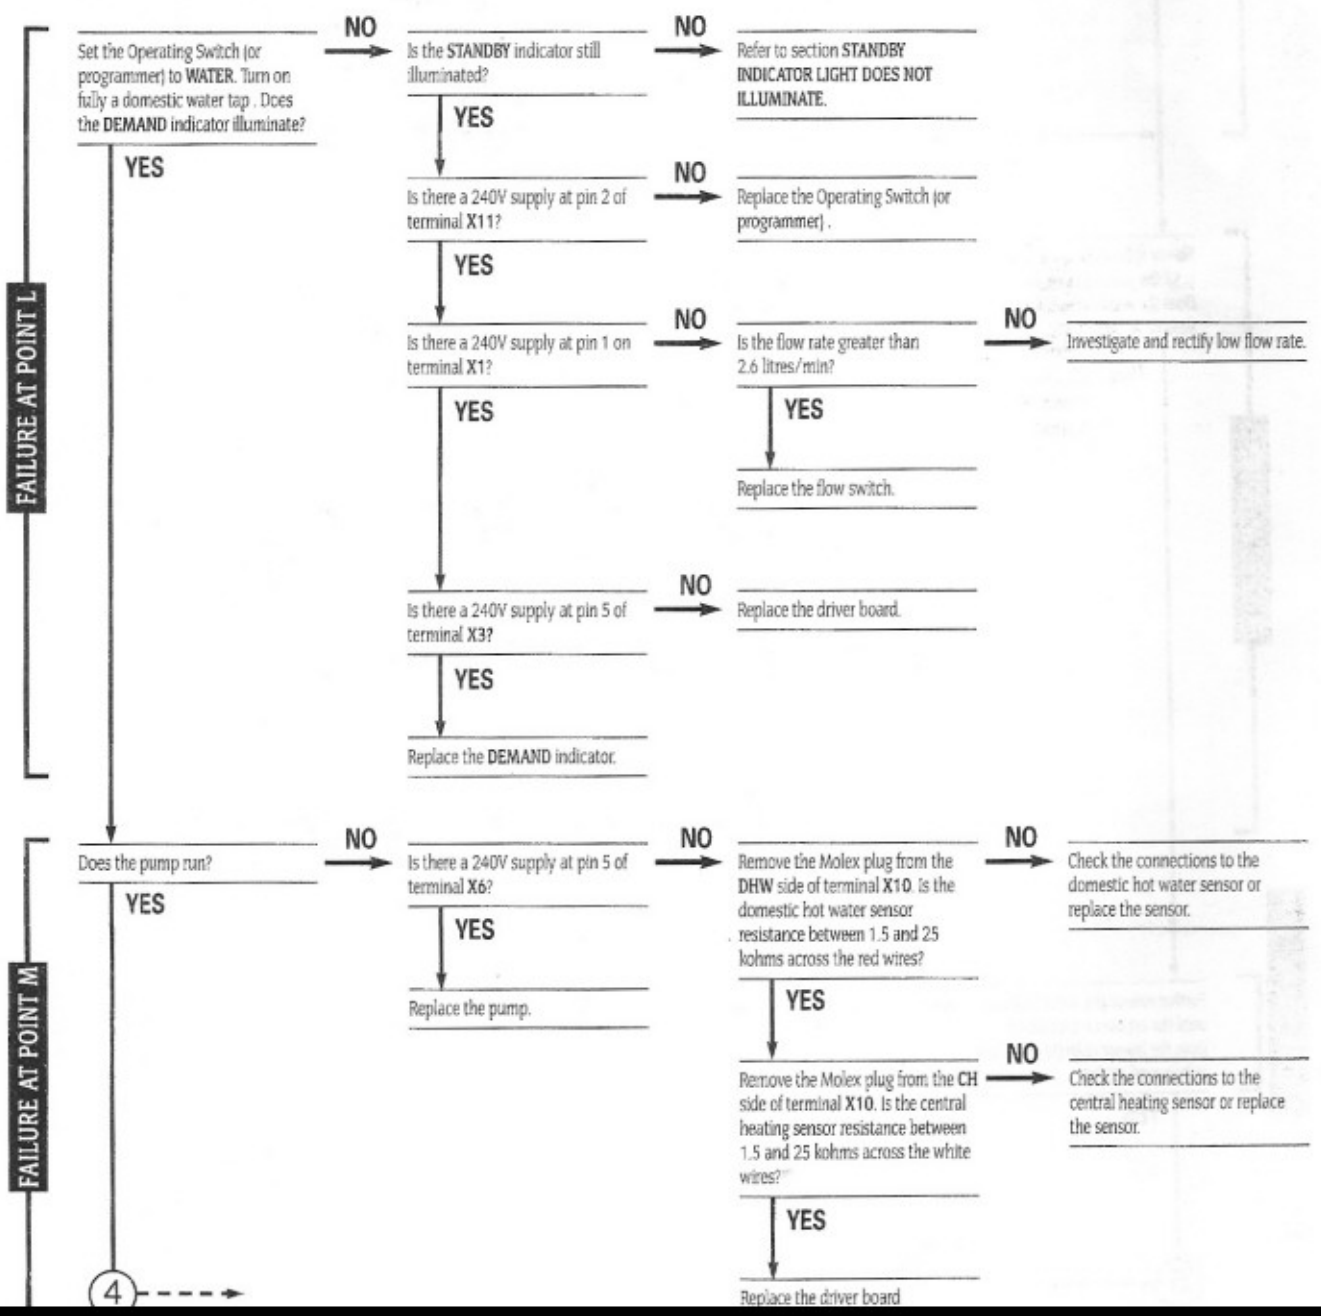 FAILURE AT POINT L
Set the Operating Switch (or
programmer) to WATER. Turn on
fully a domestic water tap . Does
the DEMAND indicator illuminate?
NO
Is the STANDBY indicator still
illuminated?
NO
Refer to section STANDBY
INDICATOR LIGHT DOES NOT
ILLUMINATE.
YES
YES
Is there a 240V supply at pin 2 of
terminal X11?
NO
Replace the Operating Switch (or
programmer) .
YES
Is there a 240V supply at pin 1 on
terminal X1?
NO
Is the flow rate greater than
2.6 litres/min?
NO
Investigate and rectify low flow rate.
YES
YES
Replace the flow switch.
Is there a 240V supply at pin 5 of
terminal X3?
NO
Replace the driver board.
YES
Replace the DEMAND indicator.
FAILURE AT POINT M
Does the pump run?
NO
Is there a 240V supply at pin 5 of
terminal X6?
NO
Remove the Molex plug from the
DHW side of terminal X10. Is the
domestic hot water sensor
resistance between 1.5 and 25
kohms across the red wires?
NO
Check the connections to the
domestic hot water sensor or
replace the sensor.
YES
YES
Replace the pump.
YES
Remove the Molex plug from the CH
side of terminal X10. Is the central
heating sensor resistance between
1.5 and 25 kohms across the white
wires?
NO
Check the connections to the
central heating sensor or replace
the sensor.
YES
Replace the driver board
4